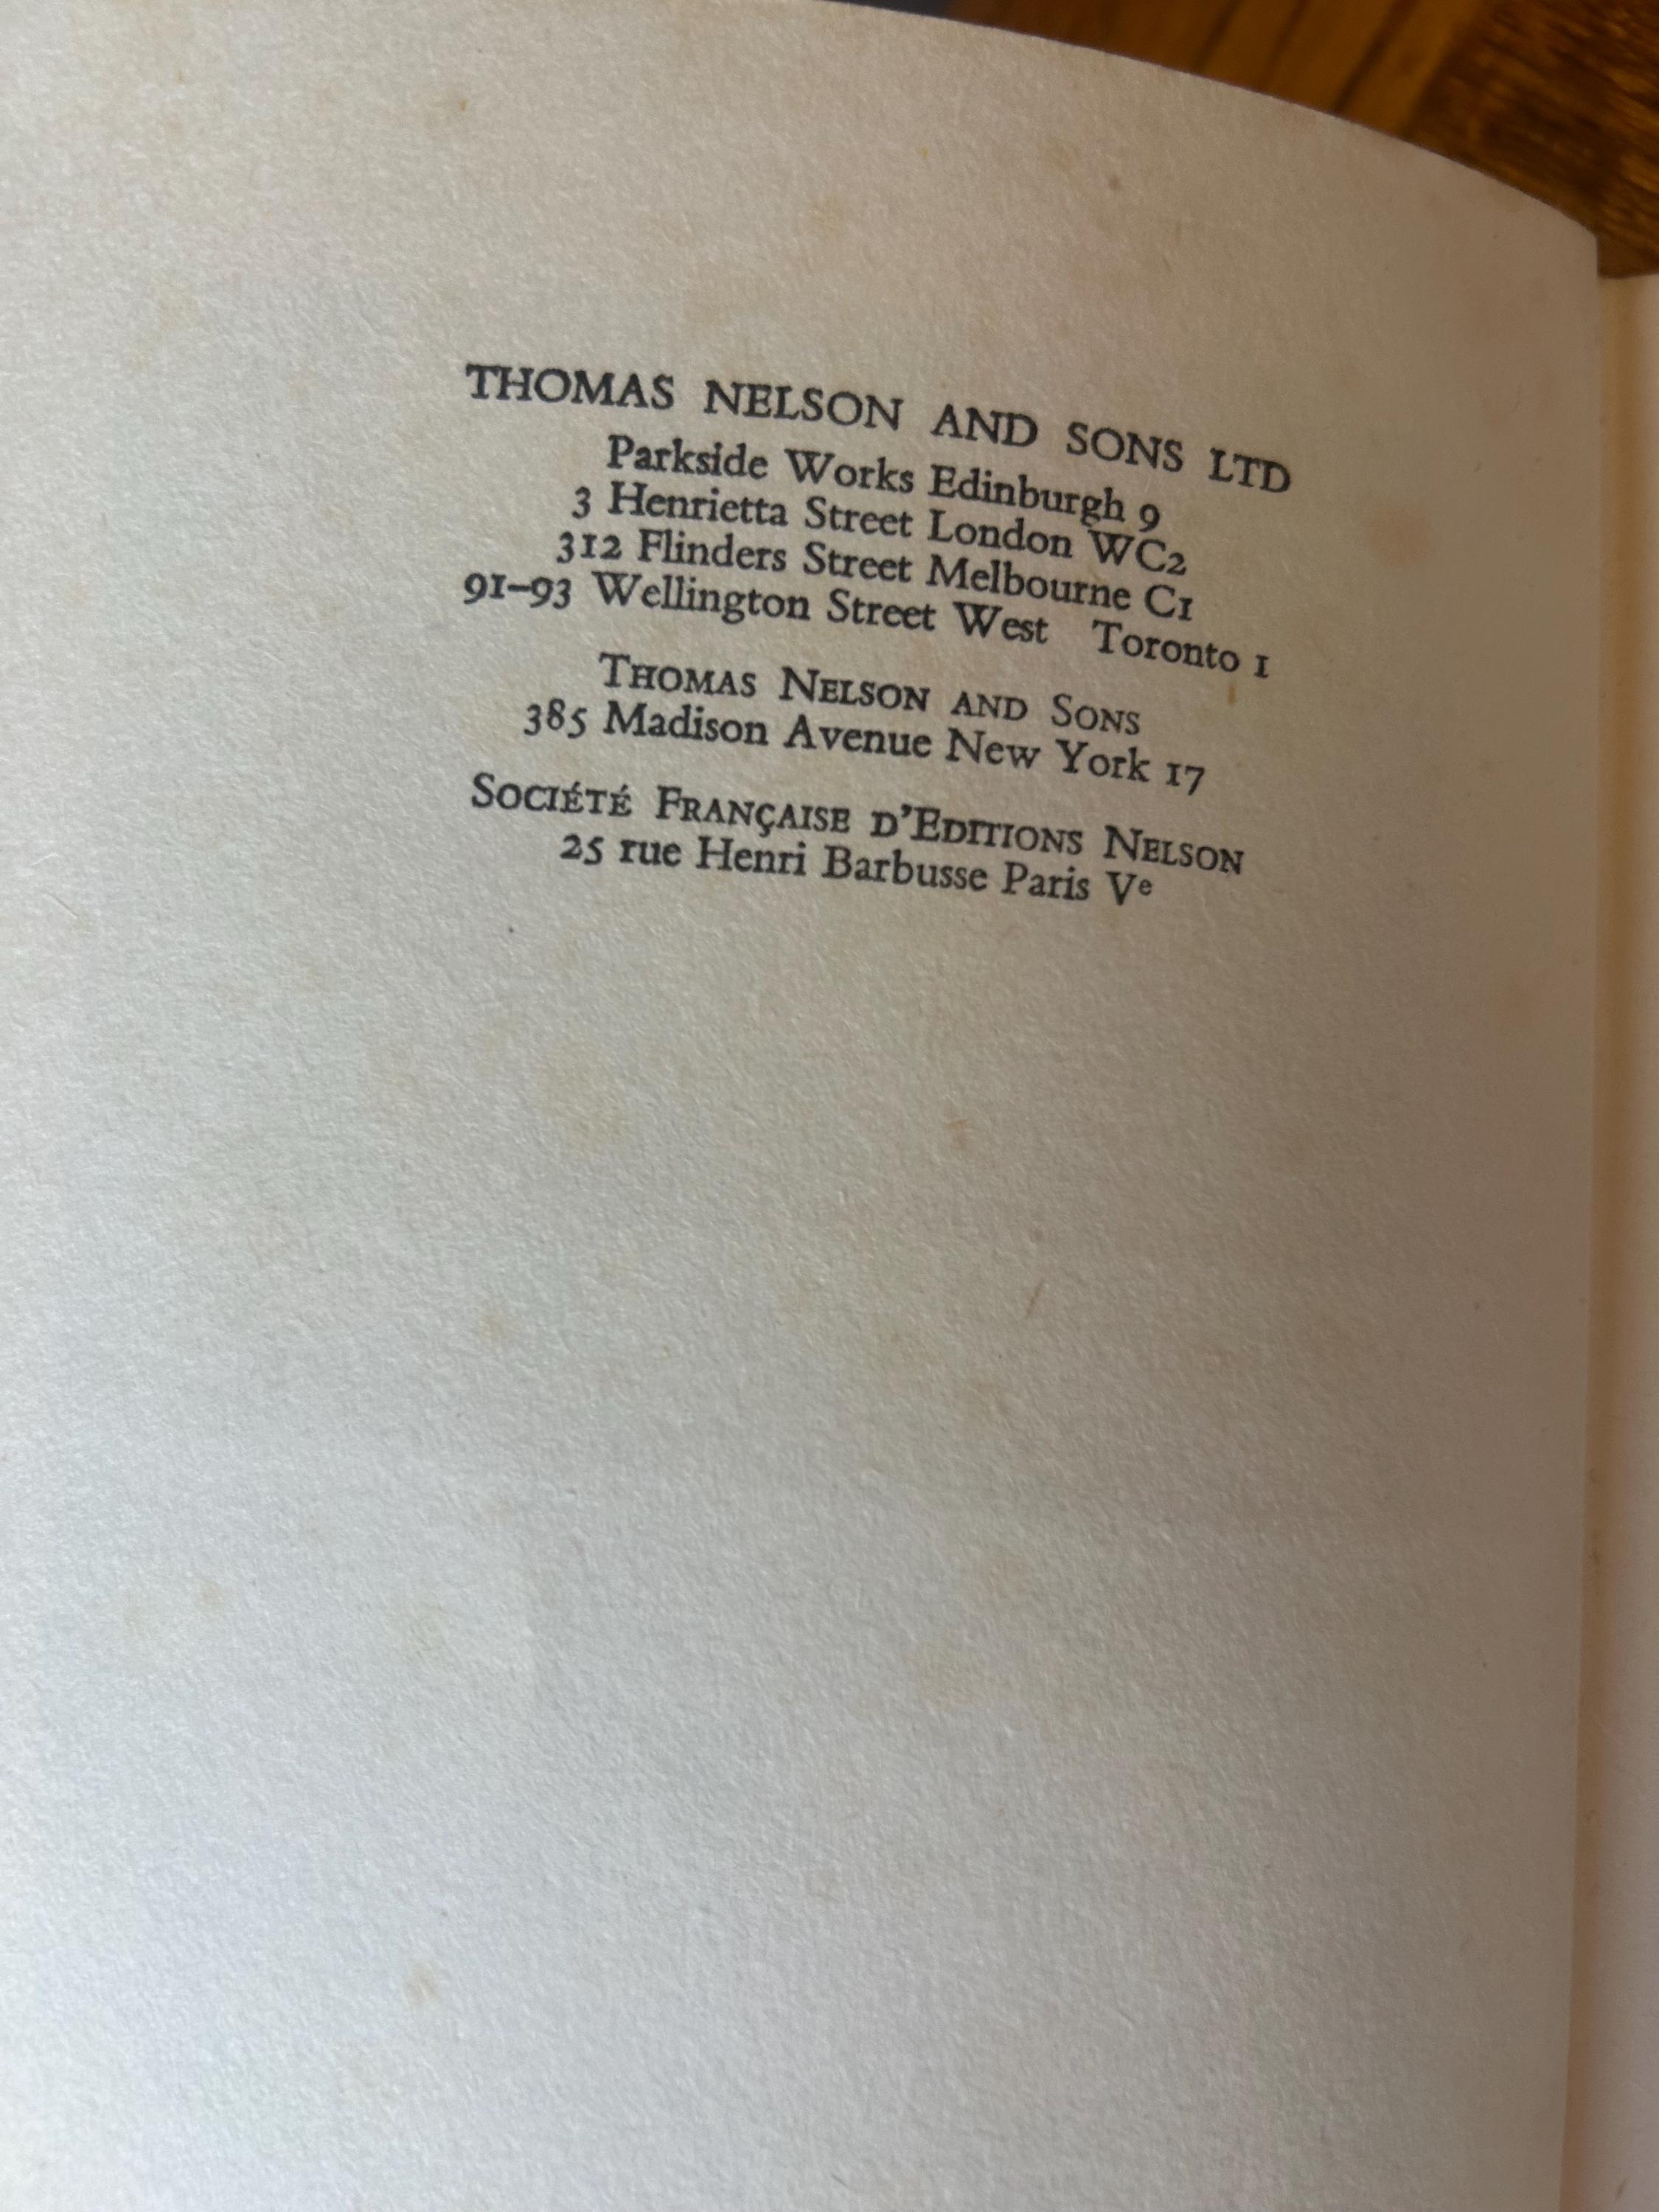 THOMAS NELSON AND SONS LTD
Parkside Works Edinburgh 9
3 Henrietta Street London WC2
312 Flinders Street Melbourne C1
91–93 Wellington Street West Toronto 1
THOMAS NELSON AND SONS
385 Madison Avenue New York 17
SOCIÉTÉ FRANÇAISE D'EDITIONS NELSON
25 rue Henri Barbusse Paris Vᵉ